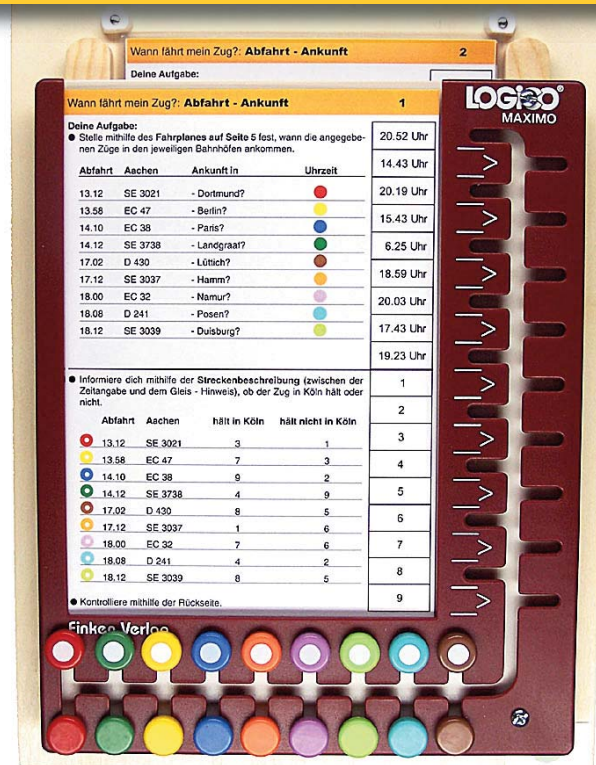 Wann fährt mein Zug?: Abfahrt - Ankunft 2
Deine Aufgabe:
LOGICO®
MAXIMO
Wann fährt mein Zug?: Abfahrt - Ankunft 1
Deine Aufgabe:
● Stelle mithilfe des Fahrplanes auf Seite 5 fest, wann die angegebe-
nen Züge in den jeweiligen Bahnhöfen ankommen.
Abfahrt Aachen Ankunft in Uhrzeit
13.12 SE 3021 - Dortmund?
13.58 EC 47 - Berlin?
14.10 EC 38 - Paris?
14.12 SE 3738 - Landgraaf?
17.02 D 430 - Lüttich?
17.12 SE 3037 - Hamm?
18.00 EC 32 - Namur?
18.08 D 241 - Posen?
18.12 SE 3039 - Duisburg?
20.52 Uhr
14.43 Uhr
20.19 Uhr
15.43 Uhr
6.25 Uhr
18.59 Uhr
20.03 Uhr
17.43 Uhr
19.23 Uhr
● Informiere dich mithilfe der Streckenbeschreibung (zwischen der
Zeitangabe und dem Gleis - Hinweis), ob der Zug in Köln hält oder
nicht.
Abfahrt Aachen hält in Köln hält nicht in Köln
13.12 SE 3021 3 1
13.58 EC 47 7 3
14.10 EC 38 9 2
14.12 SE 3738 4 9
17.02 D 430 8 5
17.12 SE 3037 1 6
18.00 EC 32 7 6
18.08 D 241 4 2
18.12 SE 3039 8 5
● Kontrolliere mithilfe der Rückseite.
1
2
3
4
5
6
7
8
9
Finken Verlag